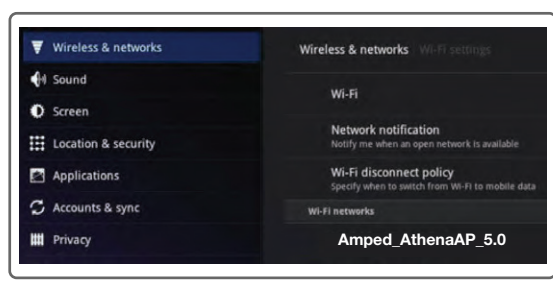 Wireless & networks
Sound
Screen
Location & security
Applications
Accounts & sync
Privacy
Wireless & networks Wi-Fi settings
Wi-Fi
Network notification
Notify me when an open network is available
Wi-Fi disconnect policy
Specify when to switch from Wi-Fi to mobile data
Wi-Fi networks
Amped_AthenaAP_5.0